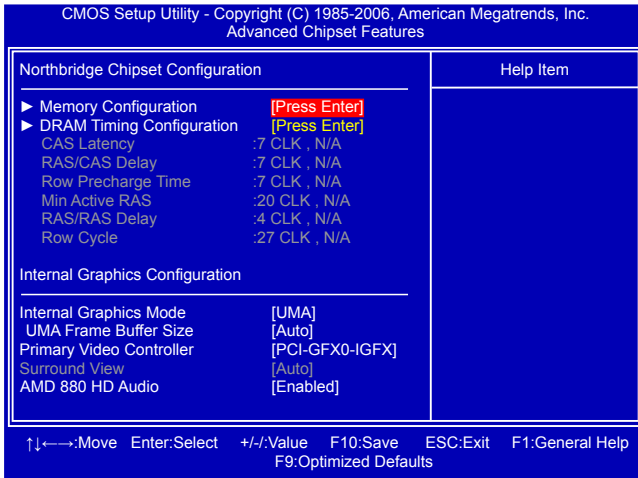 CMOS Setup Utility - Copyright (C) 1985-2006, American Megatrends, Inc.
Advanced Chipset Features
Northbridge Chipset Configuration
Help Item
► Memory Configuration [Press Enter]
► DRAM Timing Configuration [Press Enter]
CAS Latency :7 CLK , N/A
RAS/CAS Delay :7 CLK , N/A
Row Precharge Time :7 CLK , N/A
Min Active RAS :20 CLK , N/A
RAS/RAS Delay :4 CLK , N/A
Row Cycle :27 CLK , N/A
Internal Graphics Configuration
Internal Graphics Mode [UMA]
UMA Frame Buffer Size [Auto]
Primary Video Controller [PCI-GFX0-IGFX]
Surround View [Auto]
AMD 880 HD Audio [Enabled]
↑↓←→:Move Enter:Select +/-/:Value F10:Save ESC:Exit F1:General Help
F9:Optimized Defaults